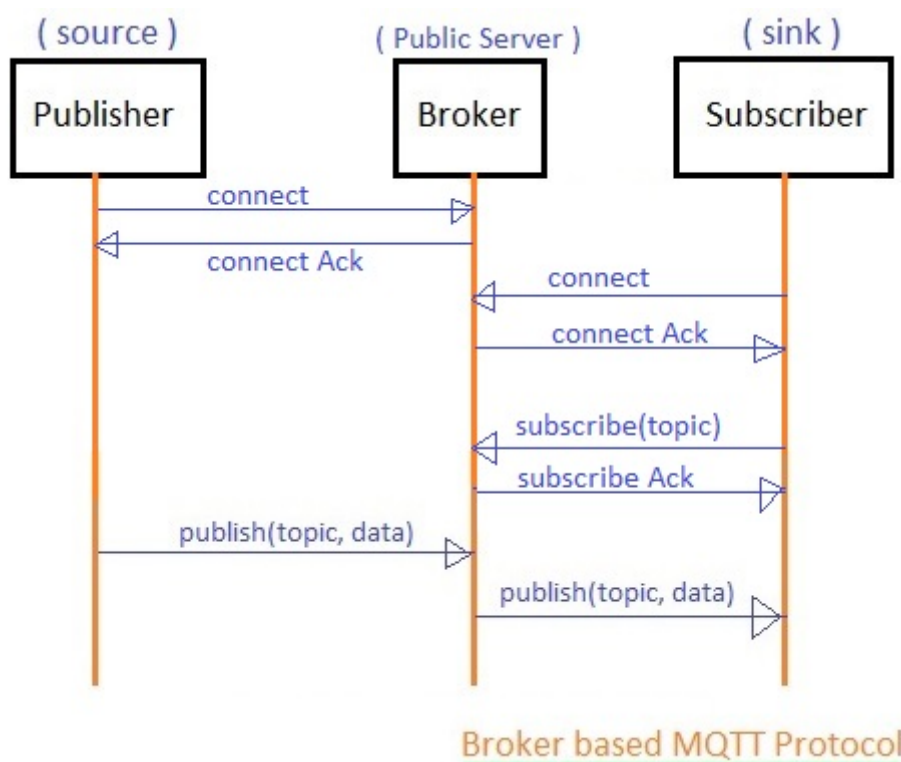 ( source )
( Public Server )
( sink )
Publisher
Broker
Subscriber
connect
connect Ack
connect
connect Ack
subscribe(topic)
subscribe Ack
publish(topic, data)
publish(topic, data)
Broker based MQTT Protocol